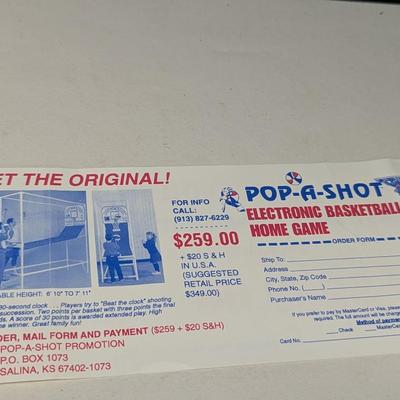 ET THE ORIGINAL!
ABLE HEIGHT: 6' 10" TO 7' 11"
30-second clock . . . Players try to "Beat the clock" shooting
succession. Two points per basket with three points the final
ds. A score of 30 points is awarded extended play. High
he winner. Great family fun!
DER, MAIL FORM AND PAYMENT ($259 + $20 S&H)
POP-A-SHOT PROMOTION
P.O. BOX 1073
SALINA, KS 67402-1073
FOR INFO
CALL:
(913) 827-6229
$259.00
+ $20 S & H
IN U.S.A.
(SUGGESTED
RETAIL PRICE
$349.00)
POP-A-SHOT
ELECTRONIC BASKETBALL
HOME GAME
ORDER FORM
Ship To:
Address:
City, State, Zip Code
Phone No.:
Purchaser's Name:
If you prefer, you may pay by MasterCard or Visa,
required. The full amount will be charged
Method of payment
Check
MasterCa
Card No.